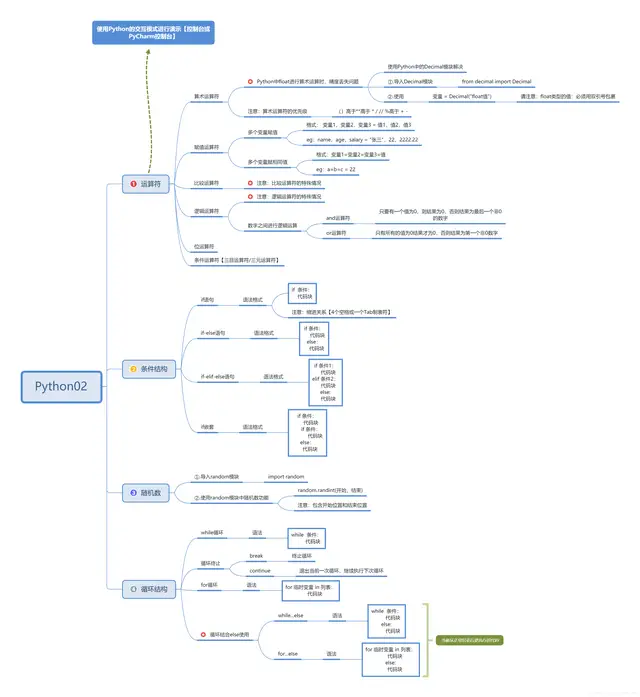 使用Python的交互模式进行演示【控制台或
PyCharm控制台】
Python02
运算符
算术运算符
Python中float进行算术运算时，精度丢失问题
使用Python中的Decimal模块解决
①.导入Decimal模块
from decimal import Decimal
②.使用
变量 = Decimal("float值")
请注意：float类型的值：必须用双引号包裹
注意：算术运算符的优先级
() 高于**高于 * / // %高于 + -
赋值运算符
多个变量赋值
格式：变量1，变量2，变量3 = 值1，值2，值3
eg：name，age，salary = "张三"，22，2222.22
多个变量赋相同值
格式：变量1=变量2=变量3=值
eg：a=b=c = 22
比较运算符
注意：比较运算符的特殊情况
逻辑运算符
注意：逻辑运算符的特殊情况
数字之间进行逻辑运算
and运算符
只要有一个值为0，则结果为0，否则结果为最后一个非0
的数字
or运算符
只有所有的值为0结果才为0，否则结果为第一个非0数字
位运算符
条件运算符【三目运算符/三元运算符】
条件结构
if语句
语法格式
if 条件:
代码块
注意：缩进关系【4个空格或一个Tab制表符】
if-else语句
语法格式
if 条件:
代码块
else:
代码块
if-elif-else语句
语法格式
if 条件1:
代码块
elif 条件2:
代码块
else:
代码块
if嵌套
语法格式
if 条件:
代码块
if 条件:
代码块
else:
代码块
随机数
①.导入random模块
import random
②.使用random模块中随机数功能
random.randint(开始，结束)
注意：包含开始位置和结束位置
循环结构
while循环
语法
while 条件:
代码块
循环终止
break
终止循环
continue
退出当前一次循环，继续执行下次循环
for循环
语法
for 临时变量 in 列表:
代码块
循环结合else使用
while...else
语法
while 条件:
代码块
else:
代码块
for...else
语法
for 临时变量 in 列表:
代码块
else:
代码块